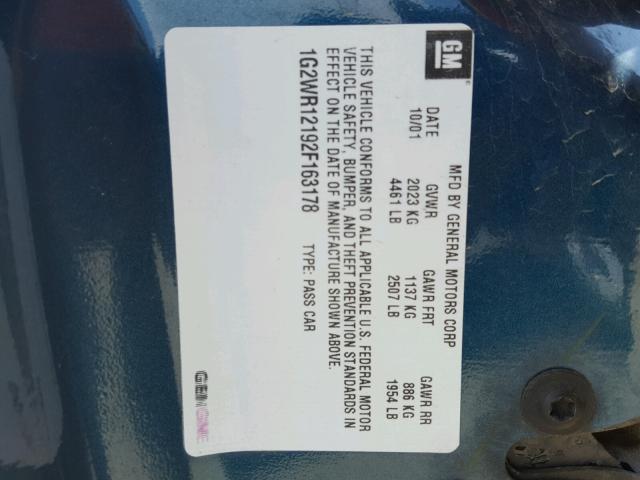 GM
MFD BY GENERAL MOTORS CORP
DATE GVWR GAWR FRT GAWR RR
10/01 2023 KG 1137 KG 886 KG
4461 LB 2507 LB 1954 LB
THIS VEHICLE CONFORMS TO ALL APPLICABLE U.S. FEDERAL MOTOR
VEHICLE SAFETY, BUMPER, AND THEFT PREVENTION STANDARDS IN
EFFECT ON THE DATE OF MANUFACTURE SHOWN ABOVE.
1G2WR12192F163178 TYPE: PASS CAR